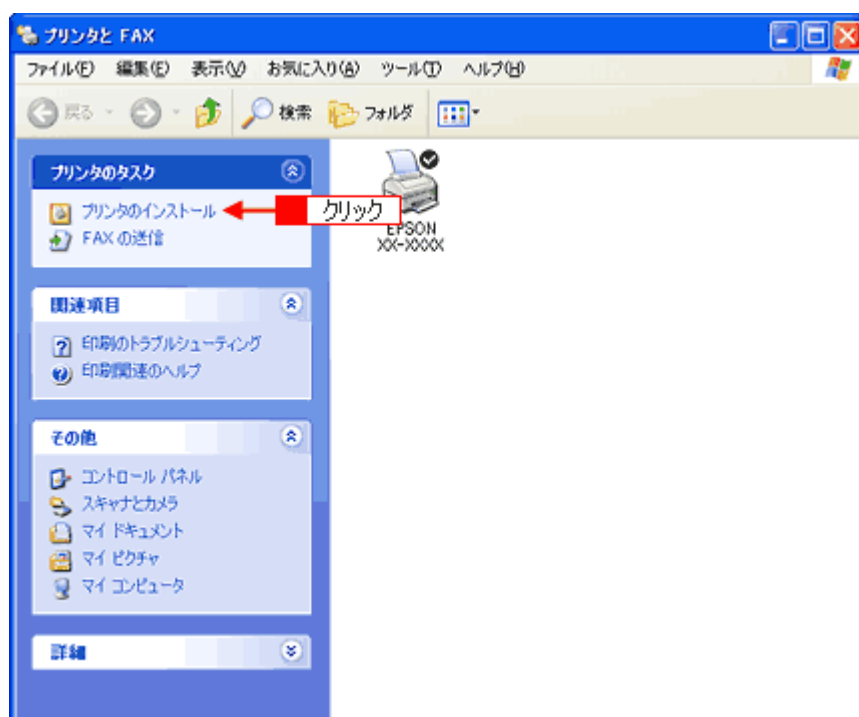 プリンタと FAX
ファイル(F) 編集(E) 表示(V) お気に入り(A) ツール(T) ヘルプ(H)
戻る 検索 フォルダ
プリンタのタスク
プリンタのインストール
クリック
FAX の送信
EPSON
XX-XXXX
関連項目
印刷のトラブルシューティング
印刷関連のヘルプ
その他
コントロール パネル
スキャナとカメラ
マイ ドキュメント
マイ ピクチャ
マイ コンピュータ
詳細